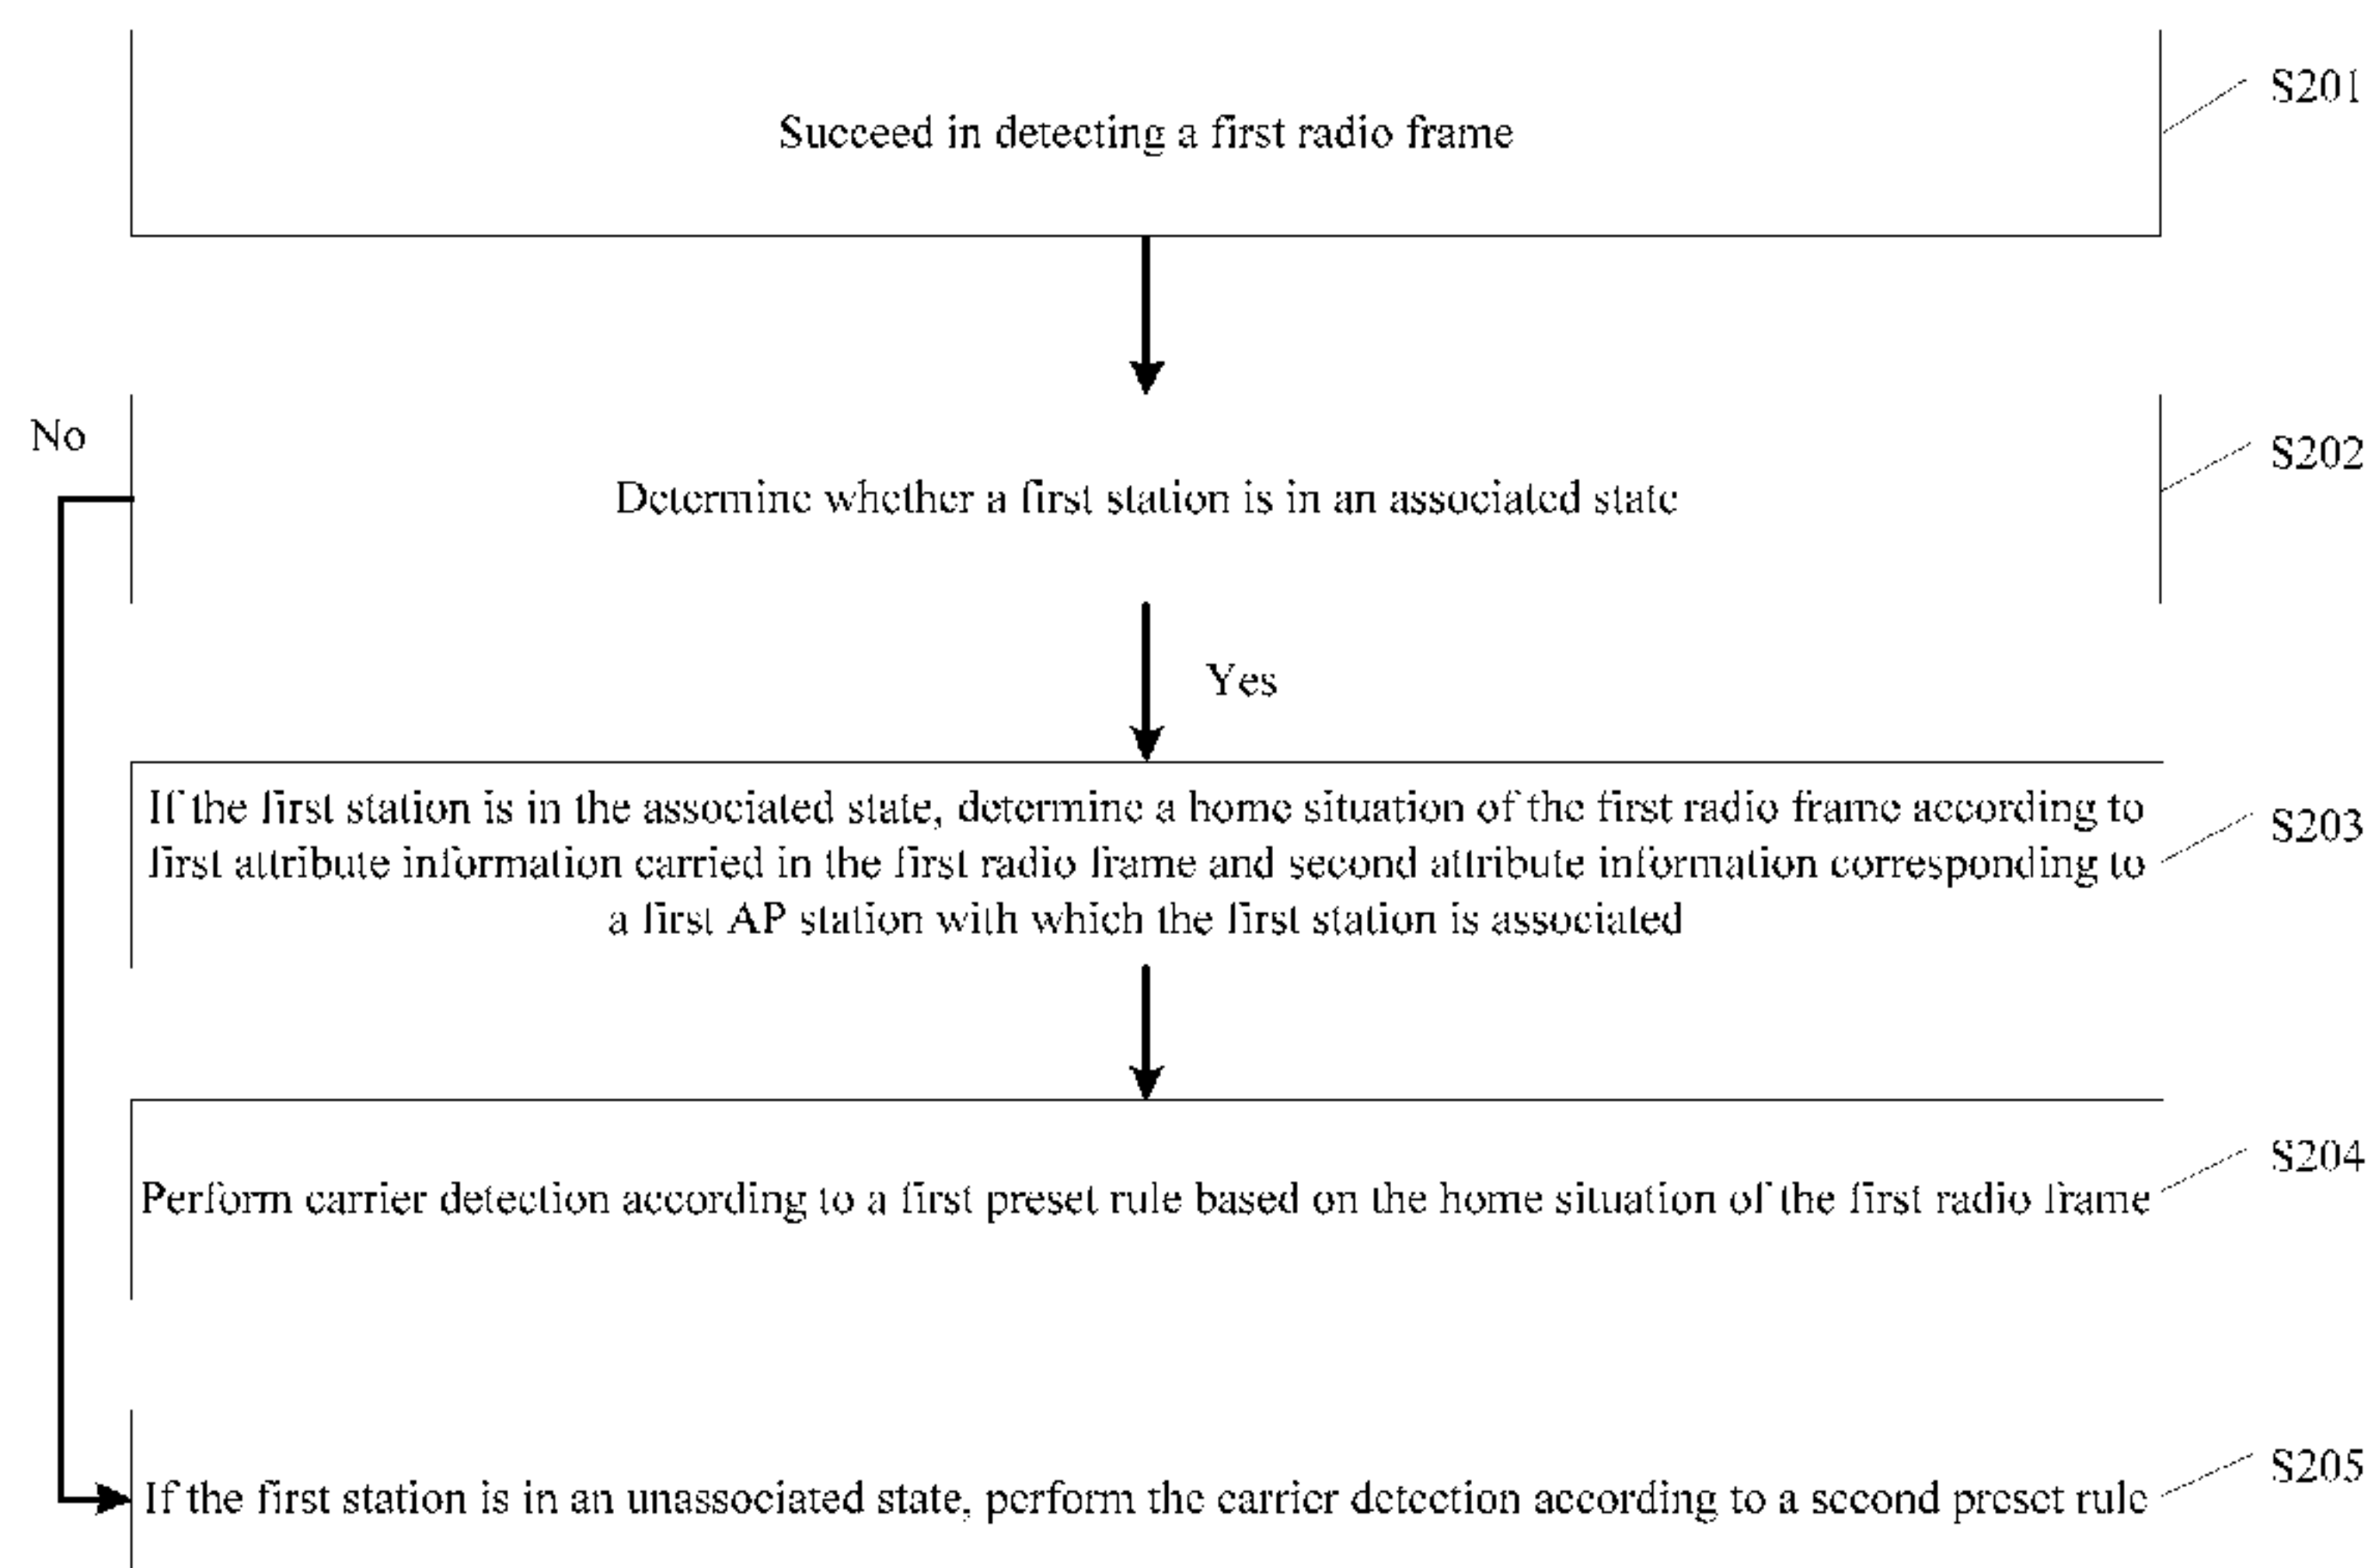 Succeed in detecting a first radio frame
S201
No
Determine whether a first station is in an associated state
S202
Yes
If the first station is in the associated state, determine a home situation of the first radio frame according to
first attribute information carried in the first radio frame and second attribute information corresponding to
a first AP station with which the first station is associated
S203
Perform carrier detection according to a first preset rule based on the home situation of the first radio frame
S204
If the first station is in an unassociated state, perform the carrier detection according to a second preset rule
S205